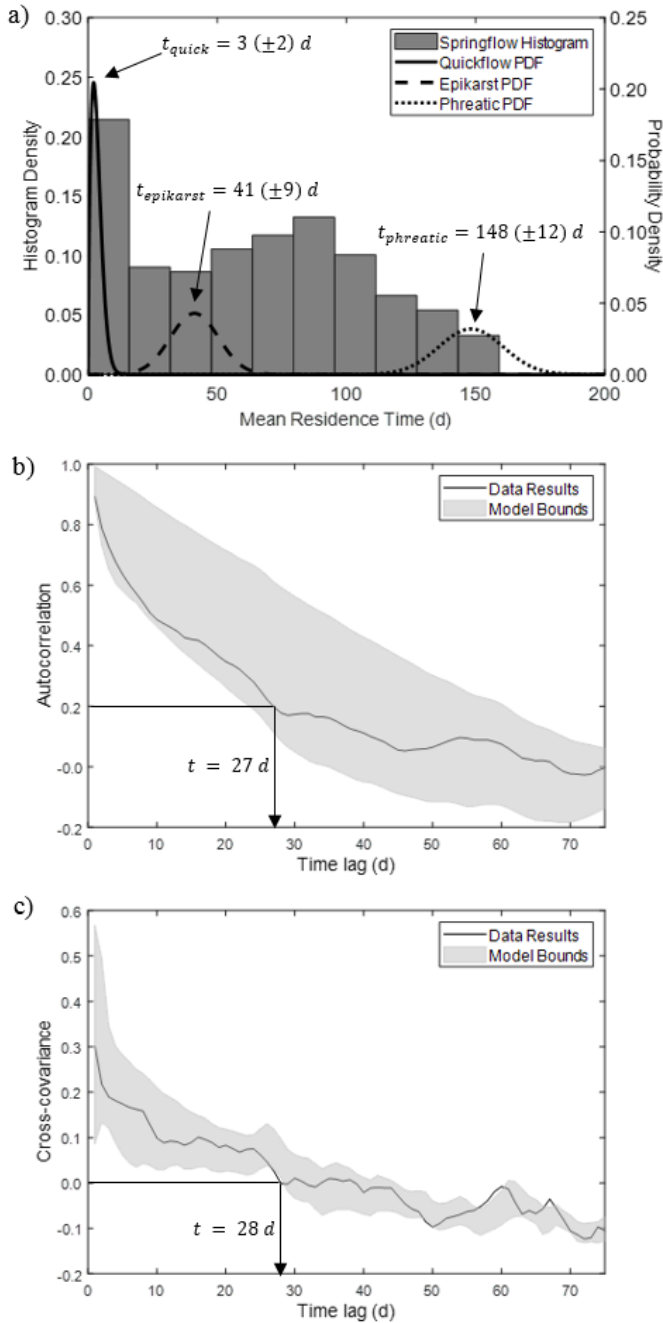 a)
0.30
0.25
0.20
0.15
0.10
0.05
0.00
Histogram Density
t_quick = 3 (±2) d
t_epikarst = 41 (±9) d
t_phreatic = 148 (±12) d
Springflow Histogram
Quickflow PDF
Epikarst PDF
Phreatic PDF
0.25
0.20
0.15
0.10
0.05
0.00
Probability Density
0 50 100 150 200
Mean Residence Time (d)
b)
1.0
0.8
0.6
0.4
0.2
-0.0
-0.2
Autocorrelation
Data Results
Model Bounds
t = 27 d
0 10 20 30 40 50 60 70
Time lag (d)
c)
0.6
0.5
0.4
0.3
0.2
0.1
0.0
-0.1
-0.2
Cross-covariance
Data Results
Model Bounds
t = 28 d
0 10 20 30 40 50 60 70
Time lag (d)